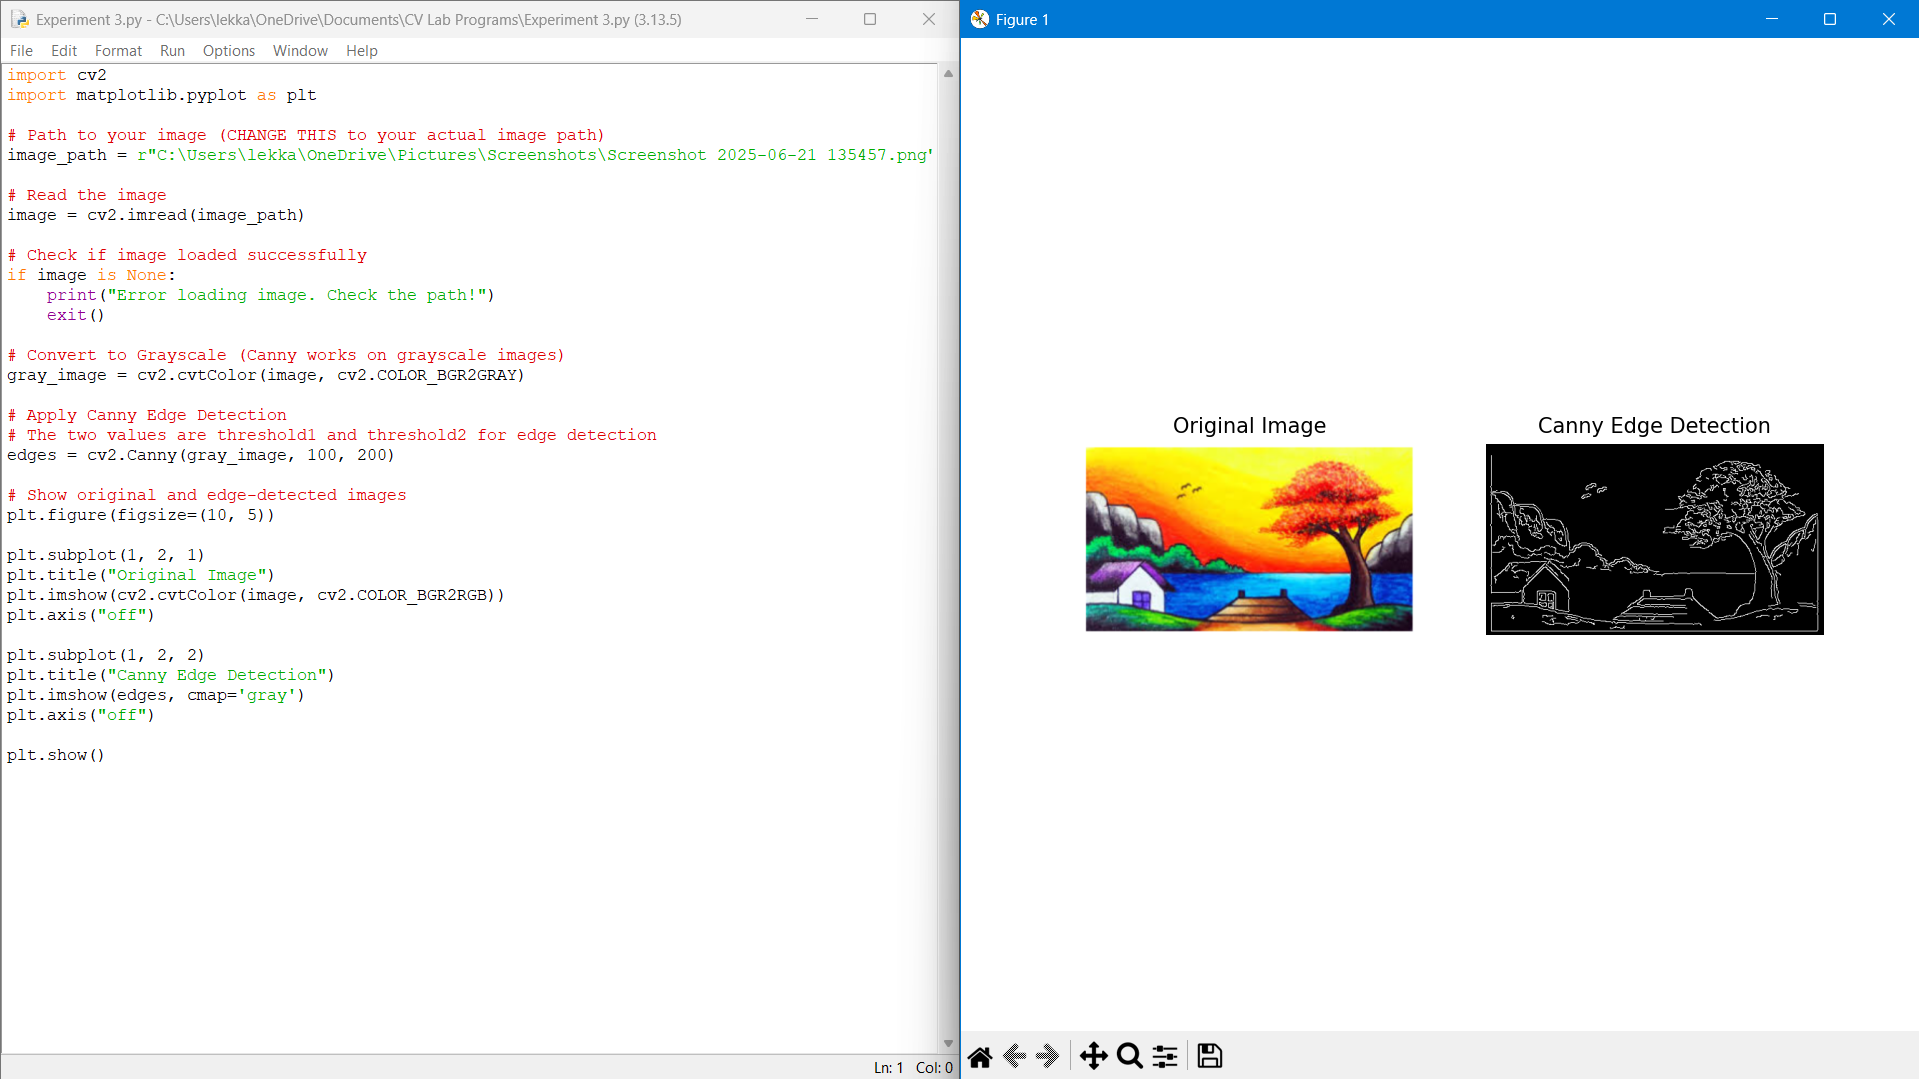 Experiment 3.py - C:\Users\lekka\OneDrive\Documents\CV Lab Programs\Experiment 3.py (3.13.5)
File Edit Format Run Options Window Help
import cv2
import matplotlib.pyplot as plt
# Path to your image (CHANGE THIS to your actual image path)
image_path = r"C:\Users\lekka\OneDrive\Pictures\Screenshots\Screenshot 2025-06-21 135457.png"
# Read the image
image = cv2.imread(image_path)
# Check if image loaded successfully
if image is None:
    print("Error loading image. Check the path!")
    exit()
# Convert to Grayscale (Canny works on grayscale images)
gray_image = cv2.cvtColor(image, cv2.COLOR_BGR2GRAY)
# Apply Canny Edge Detection
# The two values are threshold1 and threshold2 for edge detection
edges = cv2.Canny(gray_image, 100, 200)
# Show original and edge-detected images
plt.figure(figsize=(10, 5))
plt.subplot(1, 2, 1)
plt.title("Original Image")
plt.imshow(cv2.cvtColor(image, cv2.COLOR_BGR2RGB))
plt.axis("off")
plt.subplot(1, 2, 2)
plt.title("Canny Edge Detection")
plt.imshow(edges, cmap='gray')
plt.axis("off")
plt.show()
Ln: 1 Col: 0
Figure 1
Original Image
Canny Edge Detection